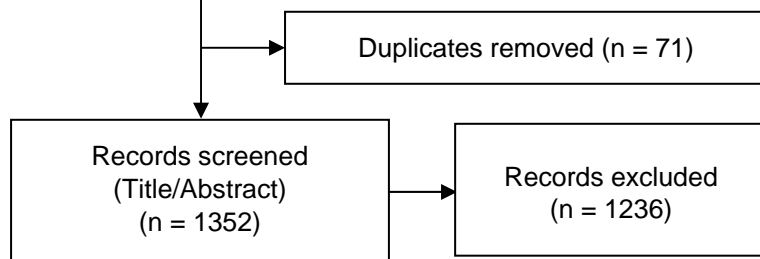 Duplicates removed (n = 71)
Records screened
(Title/Abstract)
(n = 1352)
Records excluded
(n = 1236)